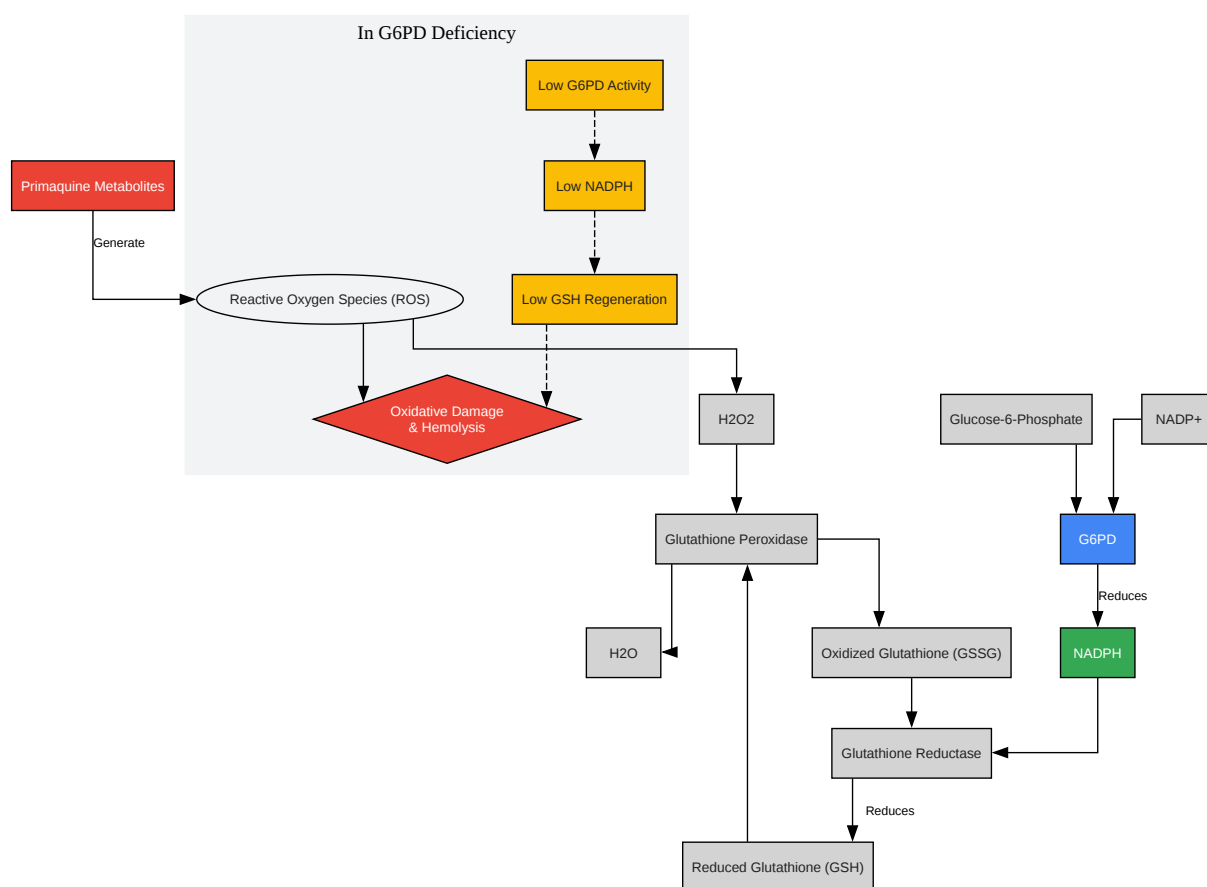 In G6PD Deficiency
Low G6PD Activity
Primaquine Metabolites
Low NADPH
Generate
Reactive Oxygen Species (ROS)
Low GSH Regeneration
Oxidative Damage
& Hemolysis
H2O2
Glucose-6-Phosphate
NADP+
Glutathione Peroxidase
G6PD
Reduces
H2O
Oxidized Glutathione (GSSG)
NADPH
Glutathione Reductase
Reduces
Reduced Glutathione (GSH)